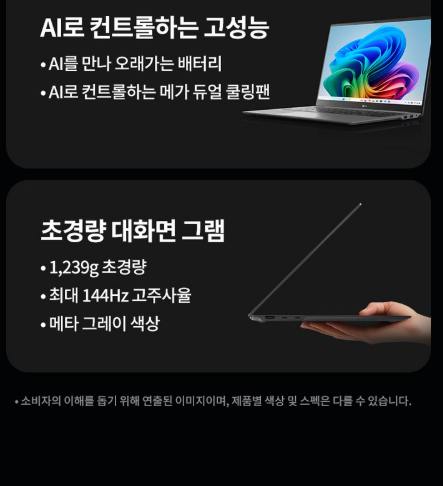 AI로 컨트롤하는 고성능
• AI를 만나 오래가는 배터리
• AI로 컨트롤하는 메가 듀얼 쿨링팬
초경량 대화면 그램
• 1,239g 초경량
• 최대 144Hz 고주사율
• 메타 그레이 색상
• 소비자의 이해를 돕기 위해 연출된 이미지이며, 제품별 색상 및 스펙은 다를 수 있습니다.